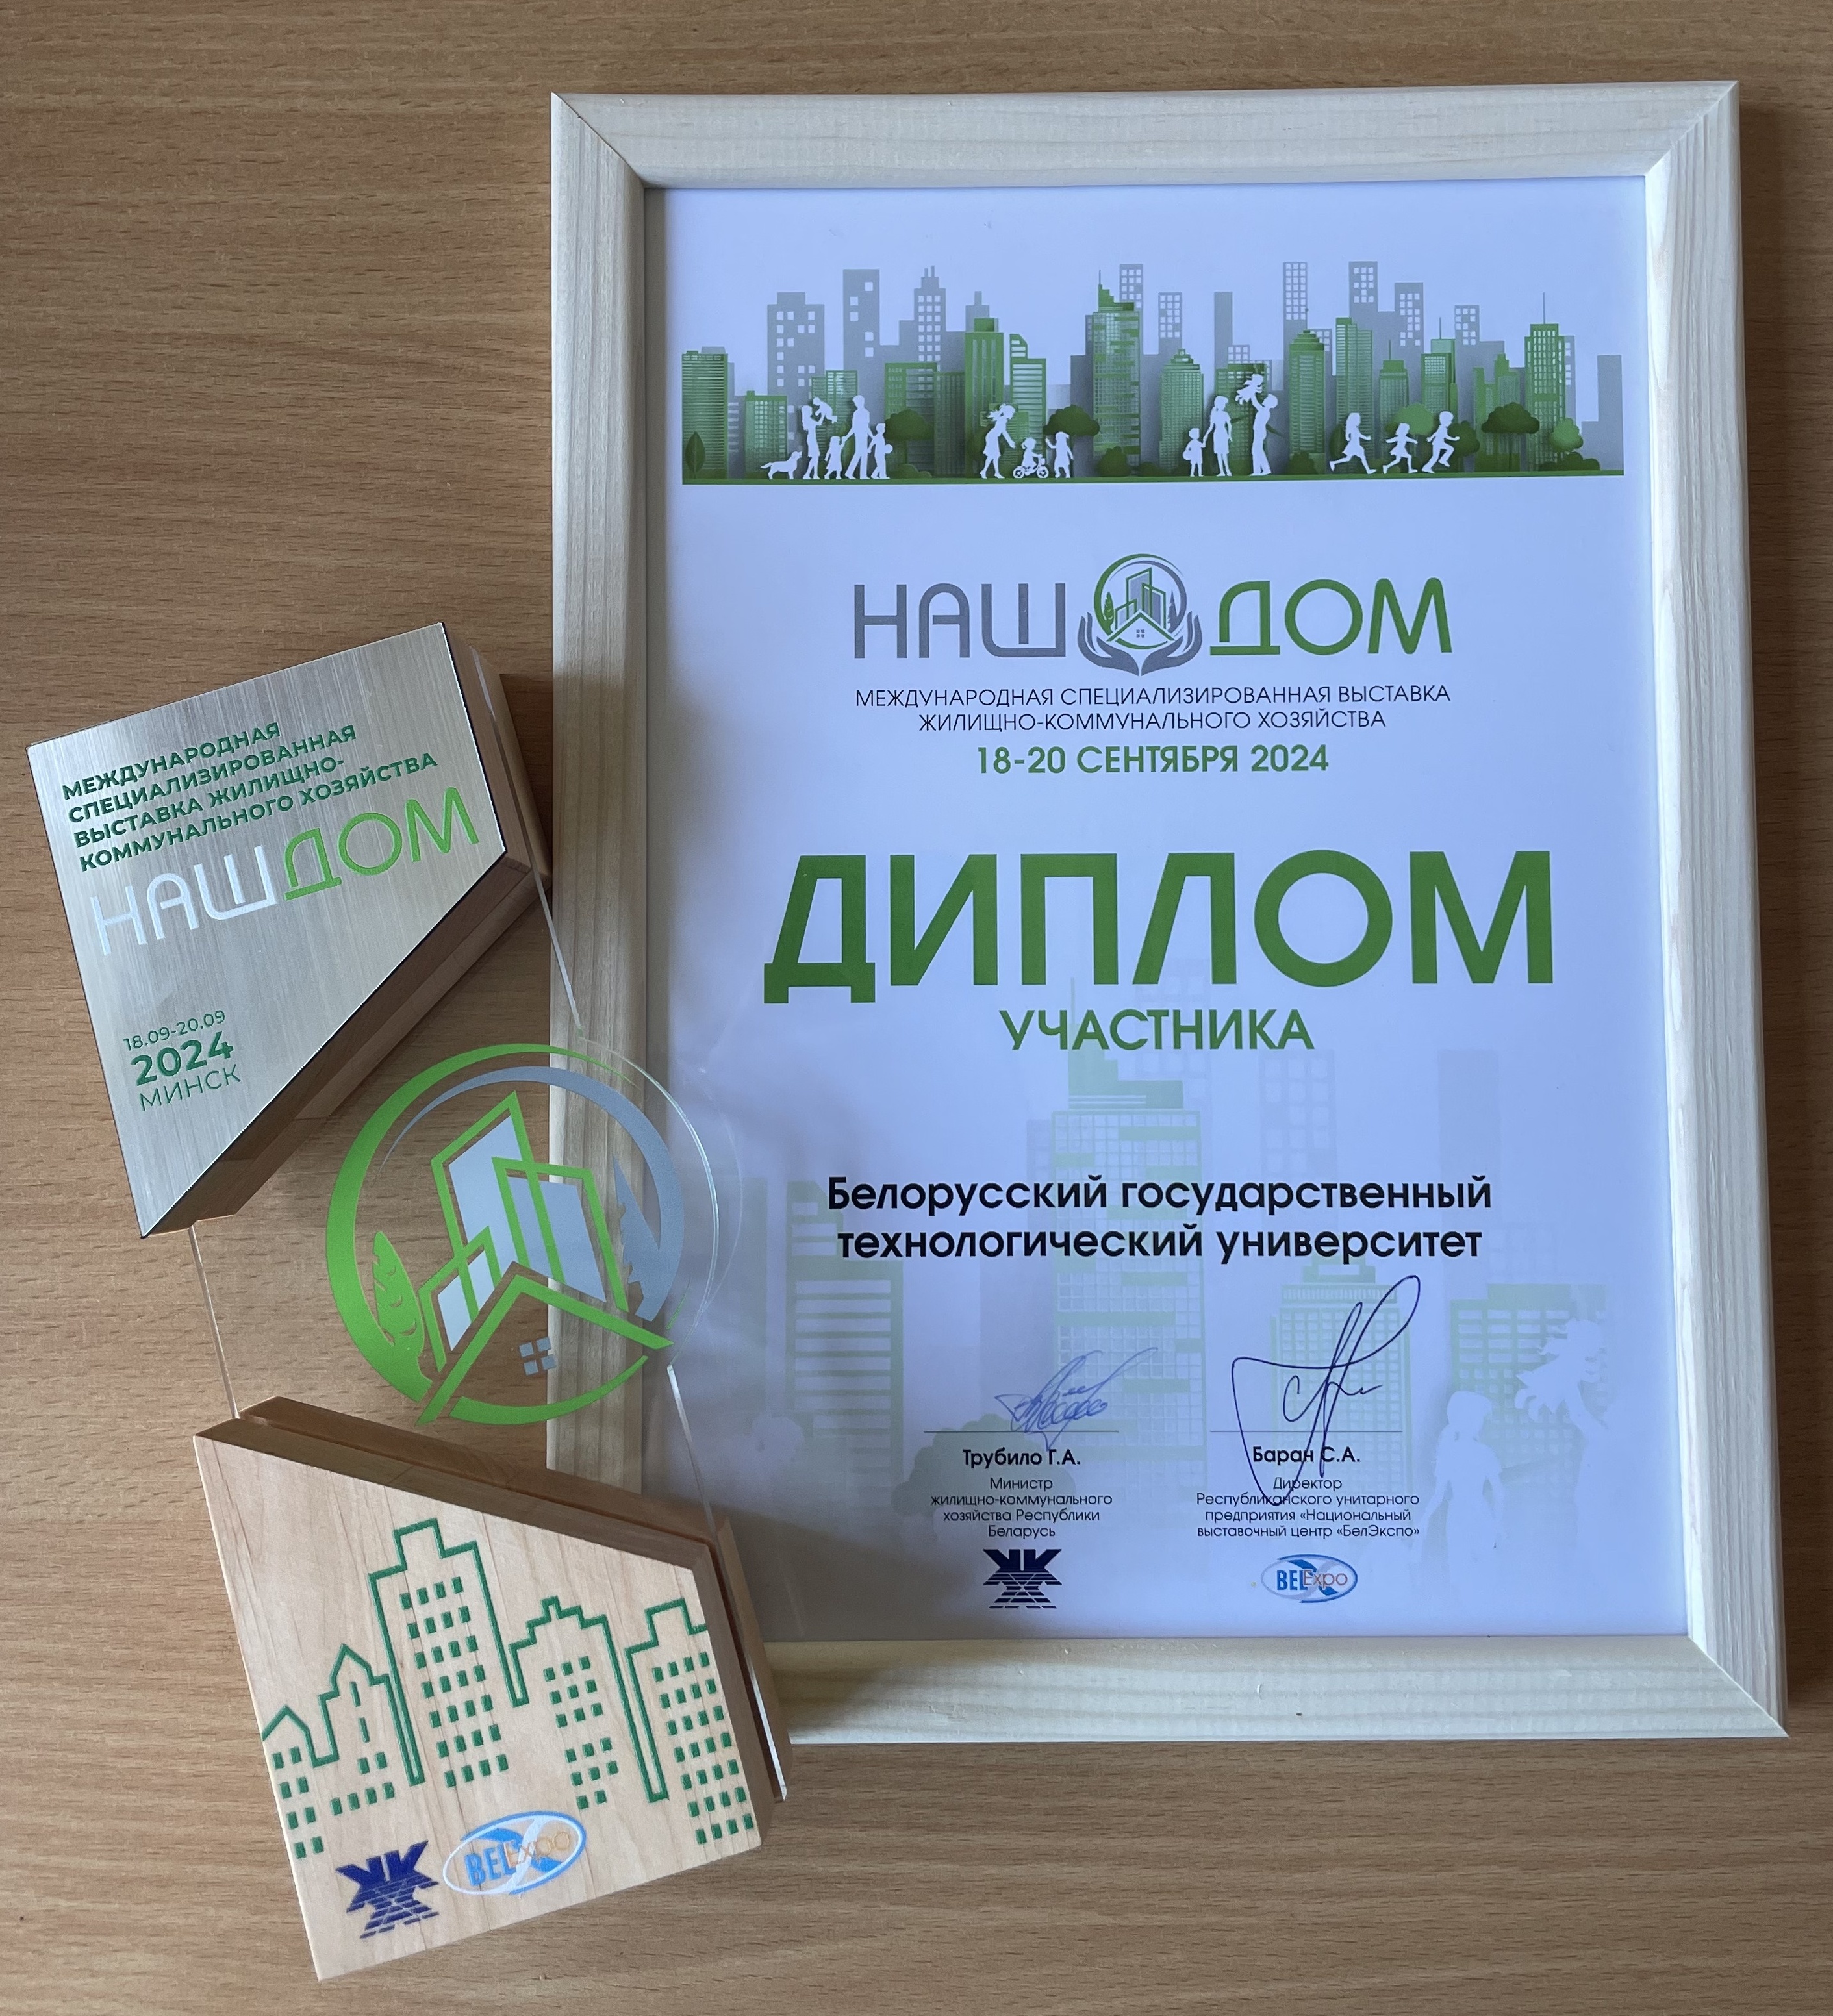 НАШ ДОМ
МЕЖДУНАРОДНАЯ СПЕЦИАЛИЗИРОВАННАЯ ВЫСТАВКА
ЖИЛИЩНО-КОММУНАЛЬНОГО ХОЗЯЙСТВА
18-20 СЕНТЯБРЯ 2024
ДИПЛОМ
УЧАСТНИКА
Белорусский государственный
технологический университет
Трубило Г.А.
Министр
жилищно-коммунального
хозяйства Республики
Беларусь
Баран С.А.
Директор
Республиканского унитарного
предприятия «Национальный
выставочный центр «БелЭкспо»
BELExpo
МЕЖДУНАРОДНАЯ
СПЕЦИАЛИЗИРОВАННАЯ
ВЫСТАВКА ЖИЛИЩНО-
КОММУНАЛЬНОГО ХОЗЯЙСТВА
НАШДОМ
18.09-20.09
2024
МИНСК
BELExpo